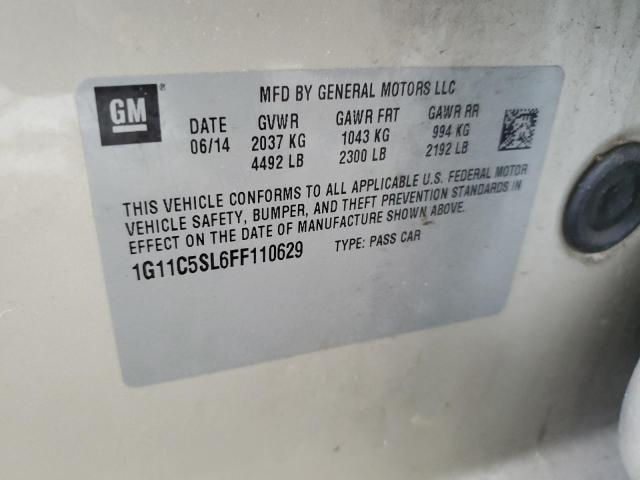 GM
MFD BY GENERAL MOTORS LLC
DATE GVWR GAWR FRT GAWR RR
06/14 2037 KG 1043 KG 994 KG
4492 LB 2300 LB 2192 LB
THIS VEHICLE CONFORMS TO ALL APPLICABLE U.S. FEDERAL MOTOR
VEHICLE SAFETY, BUMPER, AND THEFT PREVENTION STANDARDS IN
EFFECT ON THE DATE OF MANUFACTURE SHOWN ABOVE.
1G11C5SL6FF110629 TYPE: PASS CAR